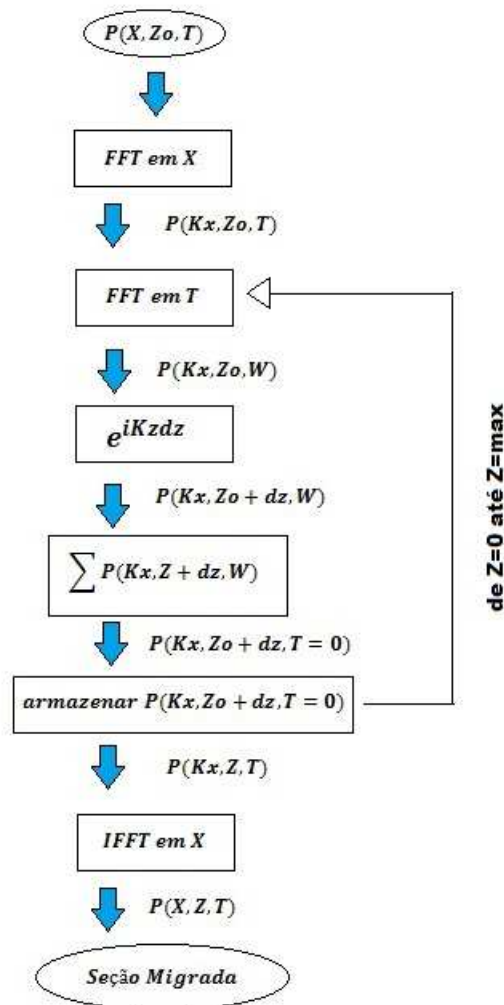 P(X, Zo, T)
FFT em X
P(Kx, Zo, T)
FFT em T
P(Kx, Zo, W)
e^{iKzdz}
P(Kx, Zo + dz, W)
∑ P(Kx, Z + dz, W)
P(Kx, Zo + dz, T = 0)
armazenar P(Kx, Zo + dz, T = 0)
P(Kx, Z, T)
IFFT em X
P(X, Z, T)
Seção Migrada
de Z=0 até Z=max